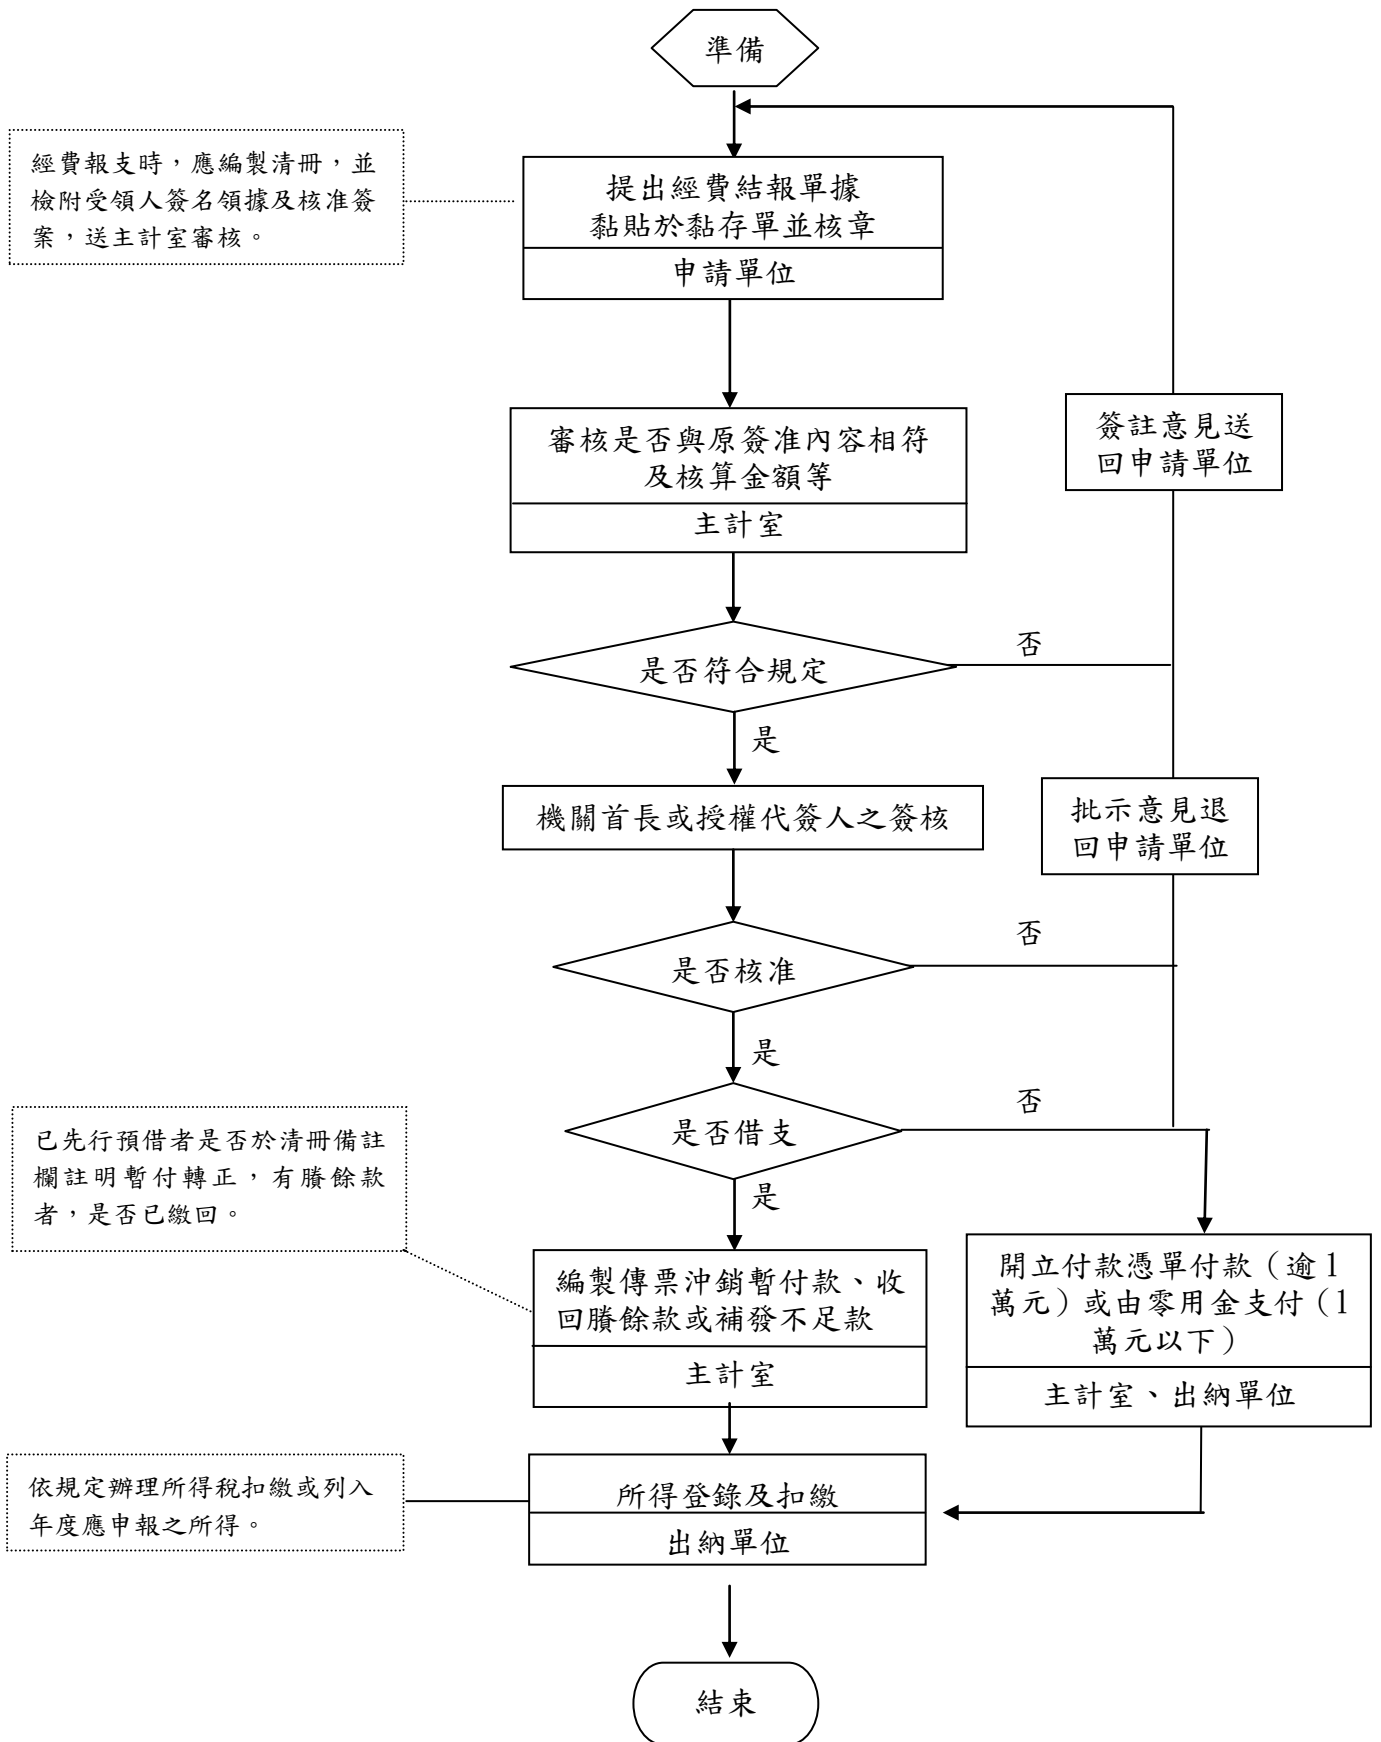 準備
經費報支時，應編製清冊，並
檢附受領人簽名領據及核准簽
案，送主計室審核。
提出經費結報單據
黏貼於黏存單並核章
申請單位
審核是否與原簽准內容相符
及核算金額等
主計室
簽註意見送
回申請單位
是否符合規定
否
是
機關首長或授權代簽人之簽核
批示意見退
回申請單位
是否核准
否
是
是否借支
否
是
已先行預借者是否於清冊備註
欄註明暫付轉正，有賸餘款
者，是否已繳回。
編製傳票沖銷暫付款、收
回賸餘款或補發不足款
主計室
開立付款憑單付款（逾1
萬元）或由零用金支付（1
萬元以下）
主計室、出納單位
依規定辦理所得稅扣繳或列入
年度應申報之所得。
所得登錄及扣繳
出納單位
結束